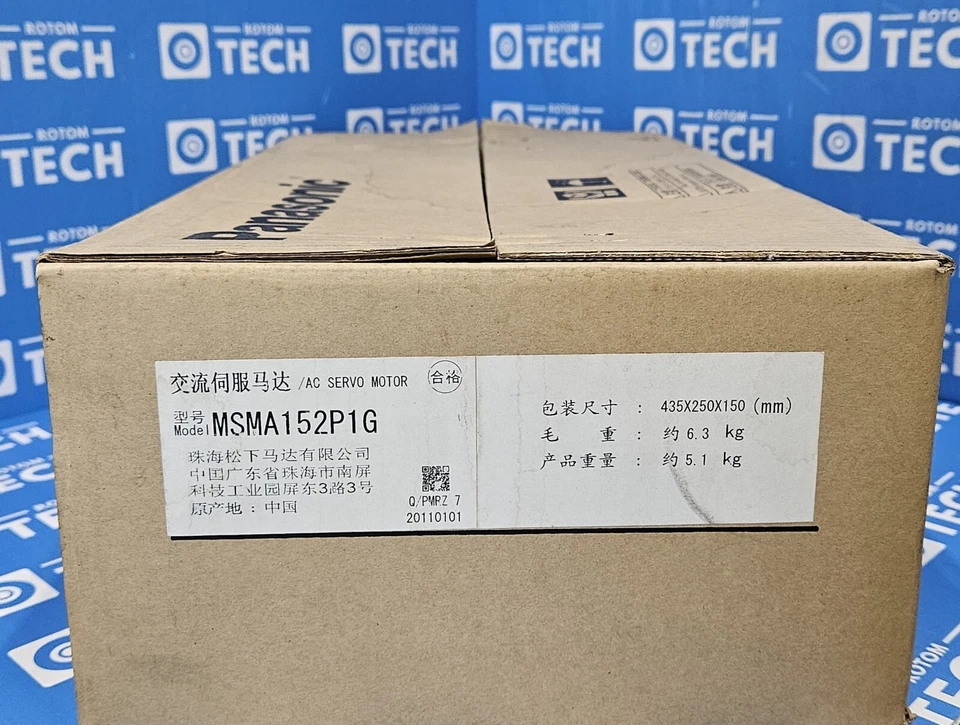 ROTOM
TECH
Panasonic
交流伺服马达 /AC SERVO MOTOR
合格
型号
Model MSMA152P1G
珠海松下马达有限公司
中国广东省珠海市南屏
科技工业园屏东3路3号
原产地：中国
Q/PMRZ 7
20110101
包装尺寸 ： 435X250X150 (mm)
毛 重 ： 约 6.3 kg
产品重量 ： 约 5.1 kg